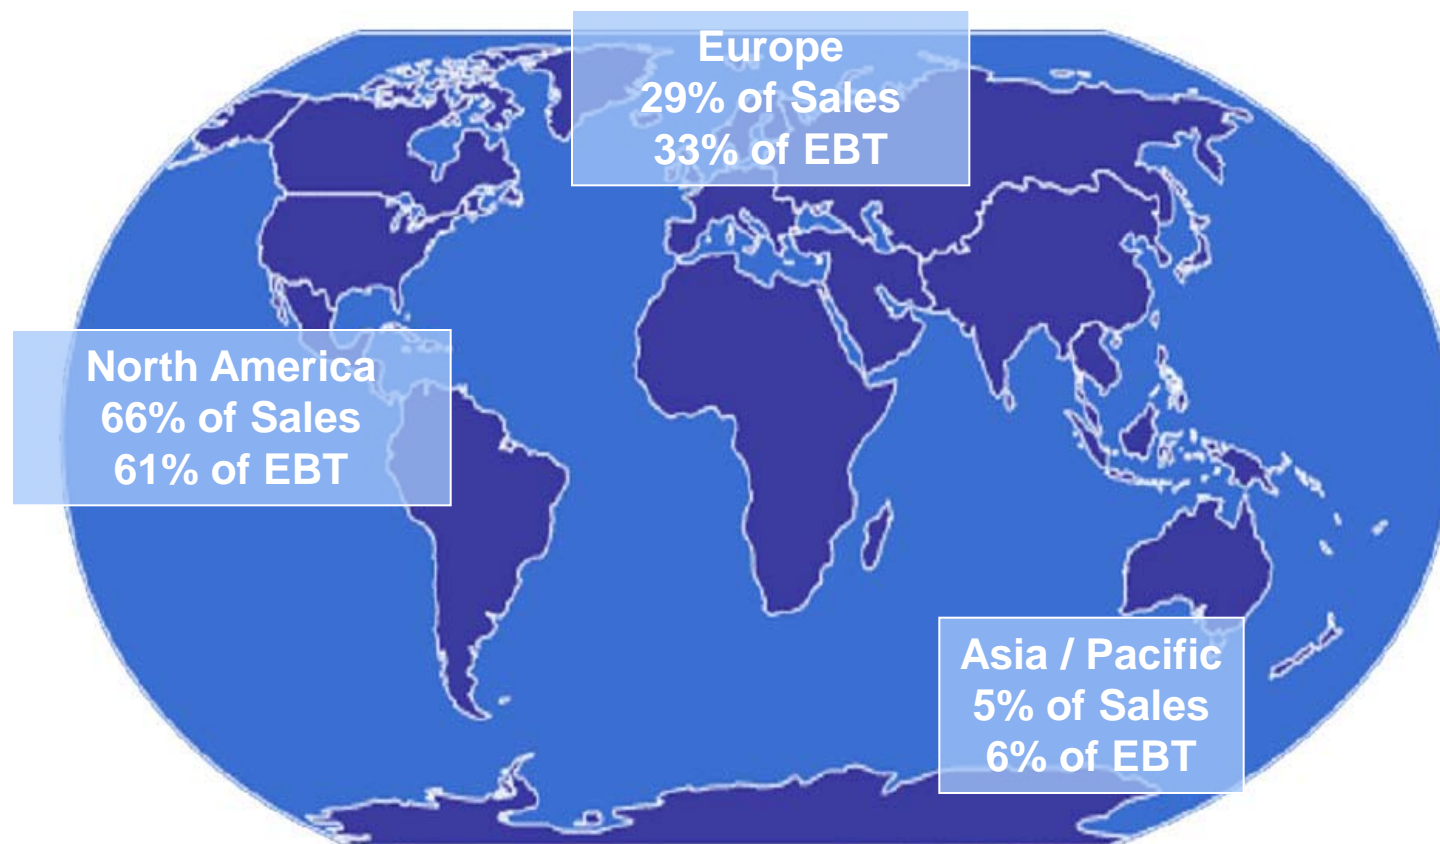 Europe
29% of Sales
33% of EBT
North America
66% of Sales
61% of EBT
Asia / Pacific
5% of Sales
6% of EBT